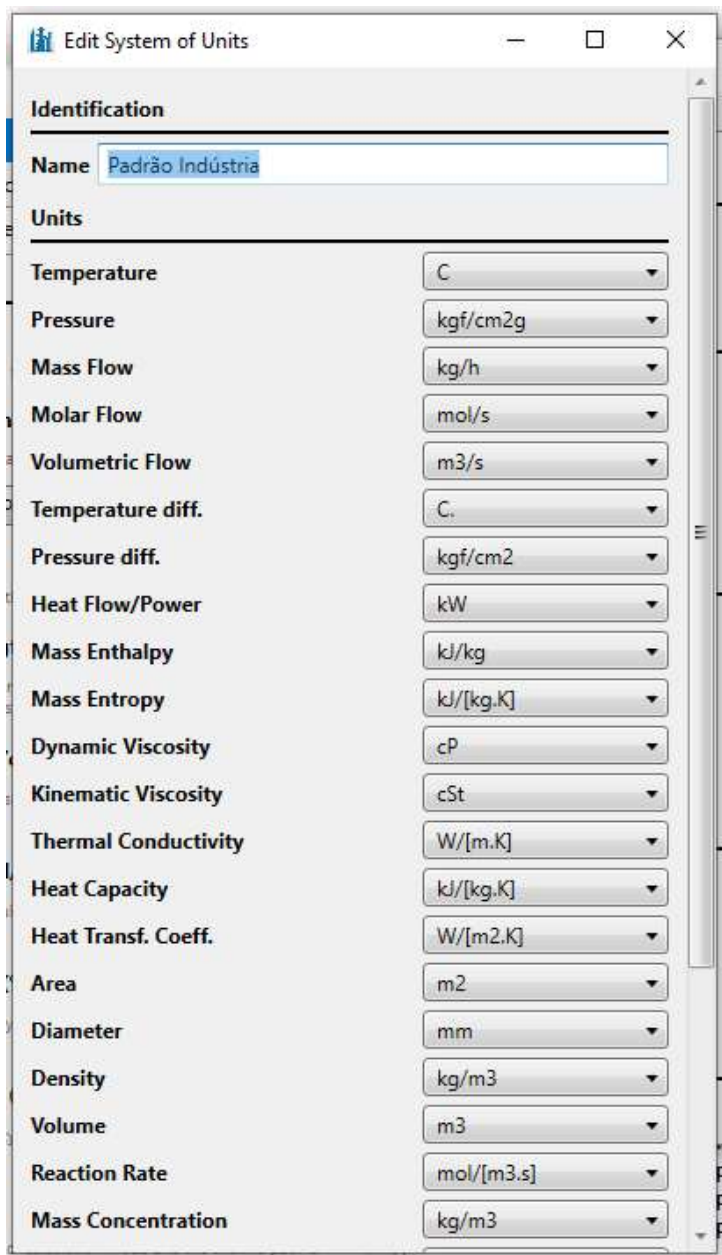 Edit System of Units
Identification
Name Padrão Indústria
Units
Temperature C
Pressure kgf/cm2g
Mass Flow kg/h
Molar Flow mol/s
Volumetric Flow m3/s
Temperature diff. C.
Pressure diff. kgf/cm2
Heat Flow/Power kW
Mass Enthalpy kJ/kg
Mass Entropy kJ/[kg.K]
Dynamic Viscosity cP
Kinematic Viscosity cSt
Thermal Conductivity W/[m.K]
Heat Capacity kJ/[kg.K]
Heat Transf. Coeff. W/[m2.K]
Area m2
Diameter mm
Density kg/m3
Volume m3
Reaction Rate mol/[m3.s]
Mass Concentration kg/m3